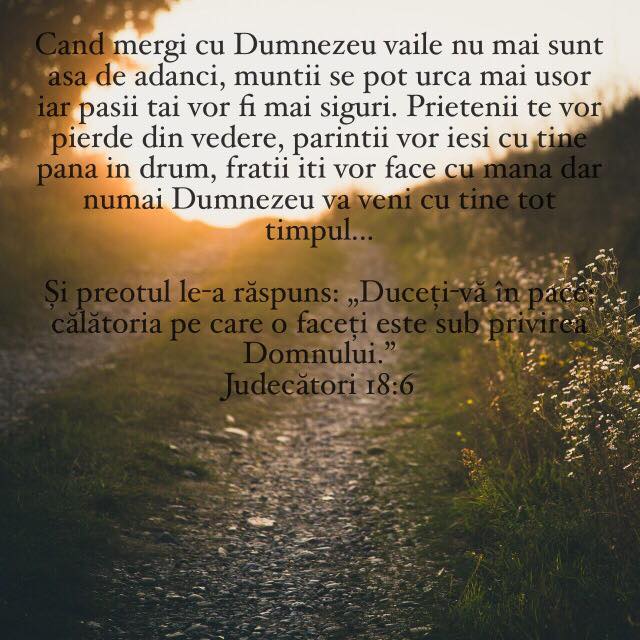 Cand mergi cu Dumnezeu vaile nu mai sunt
asa de adanci, muntii se pot urca mai usor
iar pasii tai vor fi mai siguri. Prietenii te vor
pierde din vedere, parintii vor iesi cu tine
pana in drum, fratii iti vor face cu mana dar
numai Dumnezeu va veni cu tine tot
timpul...
Și preotul le-a răspuns: „Duceți-vă în pace;
călătoria pe care o faceți este sub privirea
Domnului.”
Judecători 18:6